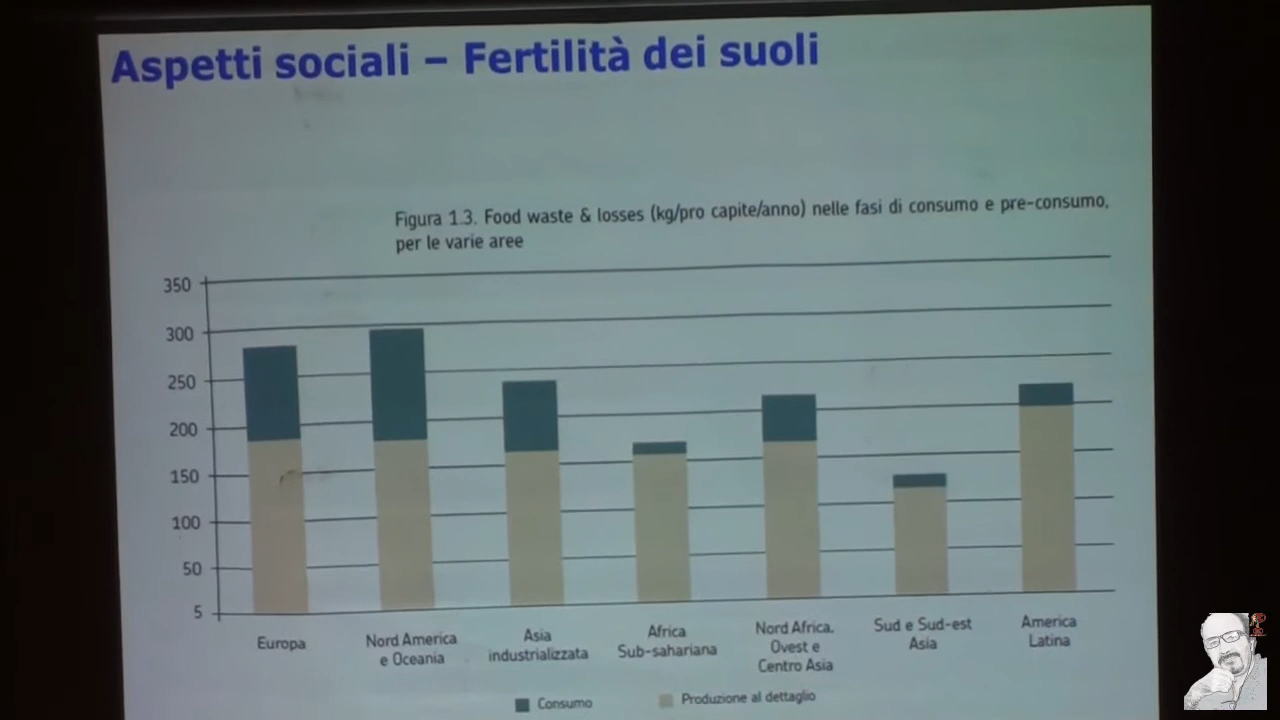 Aspetti sociali – Fertilità dei suoli
Figura 1.3. Food waste & losses (kg/pro capite/anno) nelle fasi di consumo e pre-consumo,
per le varie aree
350
300
250
200
150
100
50
5
Europa
Nord America
e Oceania
Asia
industrializzata
Africa
Sub-sahariana
Nord Africa,
Ovest e
Centro Asia
Sud e Sud-est
Asia
America
Latina
Consumo
Produzione al dettaglio